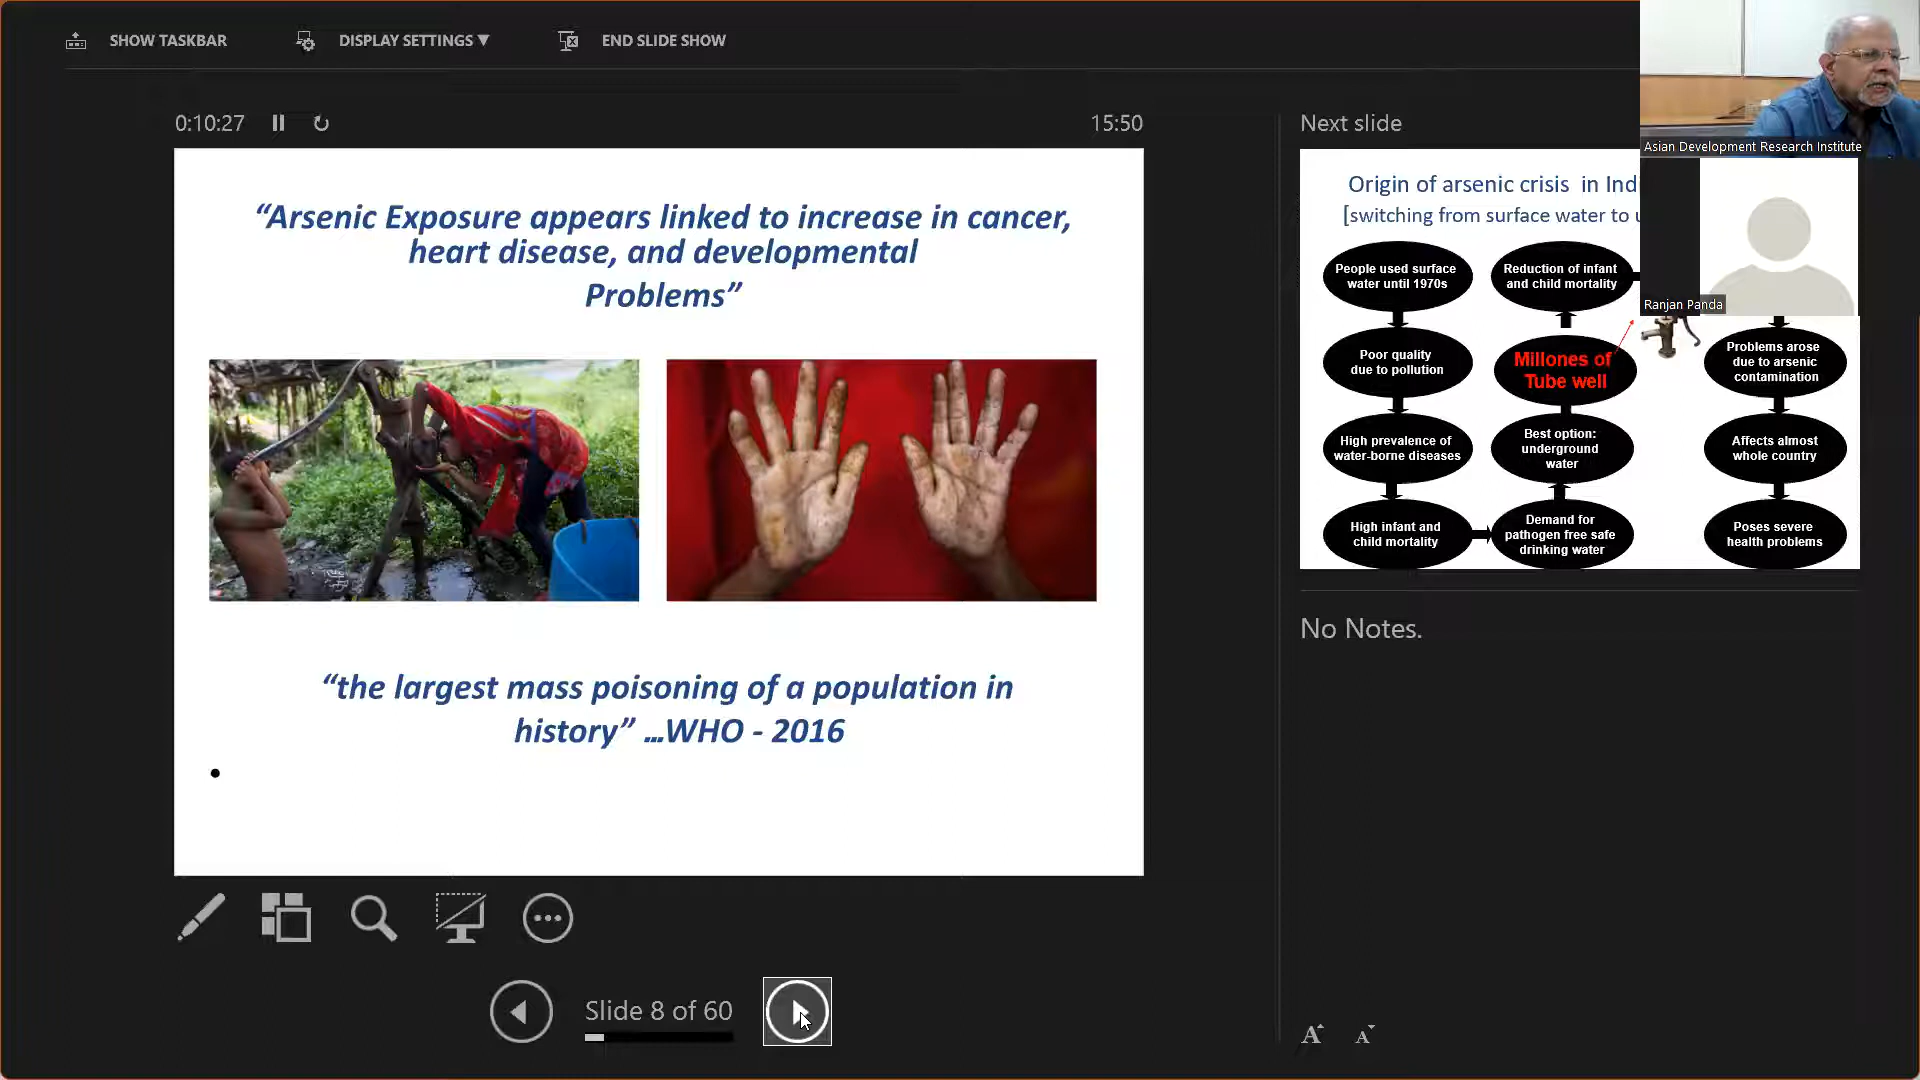 SHOW TASKBAR
DISPLAY SETTINGS ▼
END SLIDE SHOW
0:10:27
15:50
“Arsenic Exposure appears linked to increase in cancer,
heart disease, and developmental
Problems”
“the largest mass poisoning of a population in
history” ...WHO - 2016
•
Slide 8 of 60
Next slide
Origin of arsenic crisis in Ind
[switching from surface water to u
People used surface
water until 1970s
Poor quality
due to pollution
High prevalence of
water-borne diseases
High infant and
child mortality
Demand for
pathogen free safe
drinking water
Best option:
underground
water
Millones of
Tube well
Reduction of infant
and child mortality
Problems arose
due to arsenic
contamination
Affects almost
whole country
Poses severe
health problems
Asian Development Research Institute
Ranjan Panda
No Notes.
A A